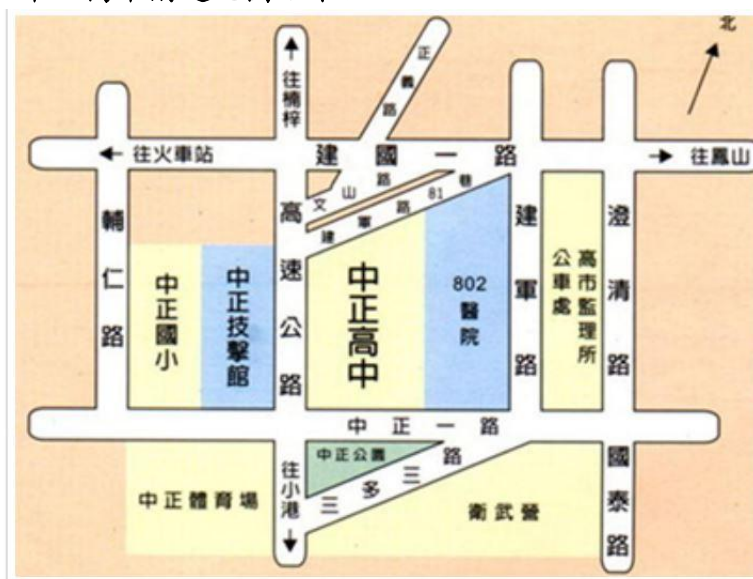 北
往楠梓
正義路
往火車站
建國一路
往鳳山
文山路
建軍路81巷
輔仁路
高速公路
建軍路
澄清路
中正國小
中正技擊館
中正高中
802
醫院
公車處
高市監理所
中正一路
中正公園
三多三路
往小港
中正體育場
衛武營
國泰路